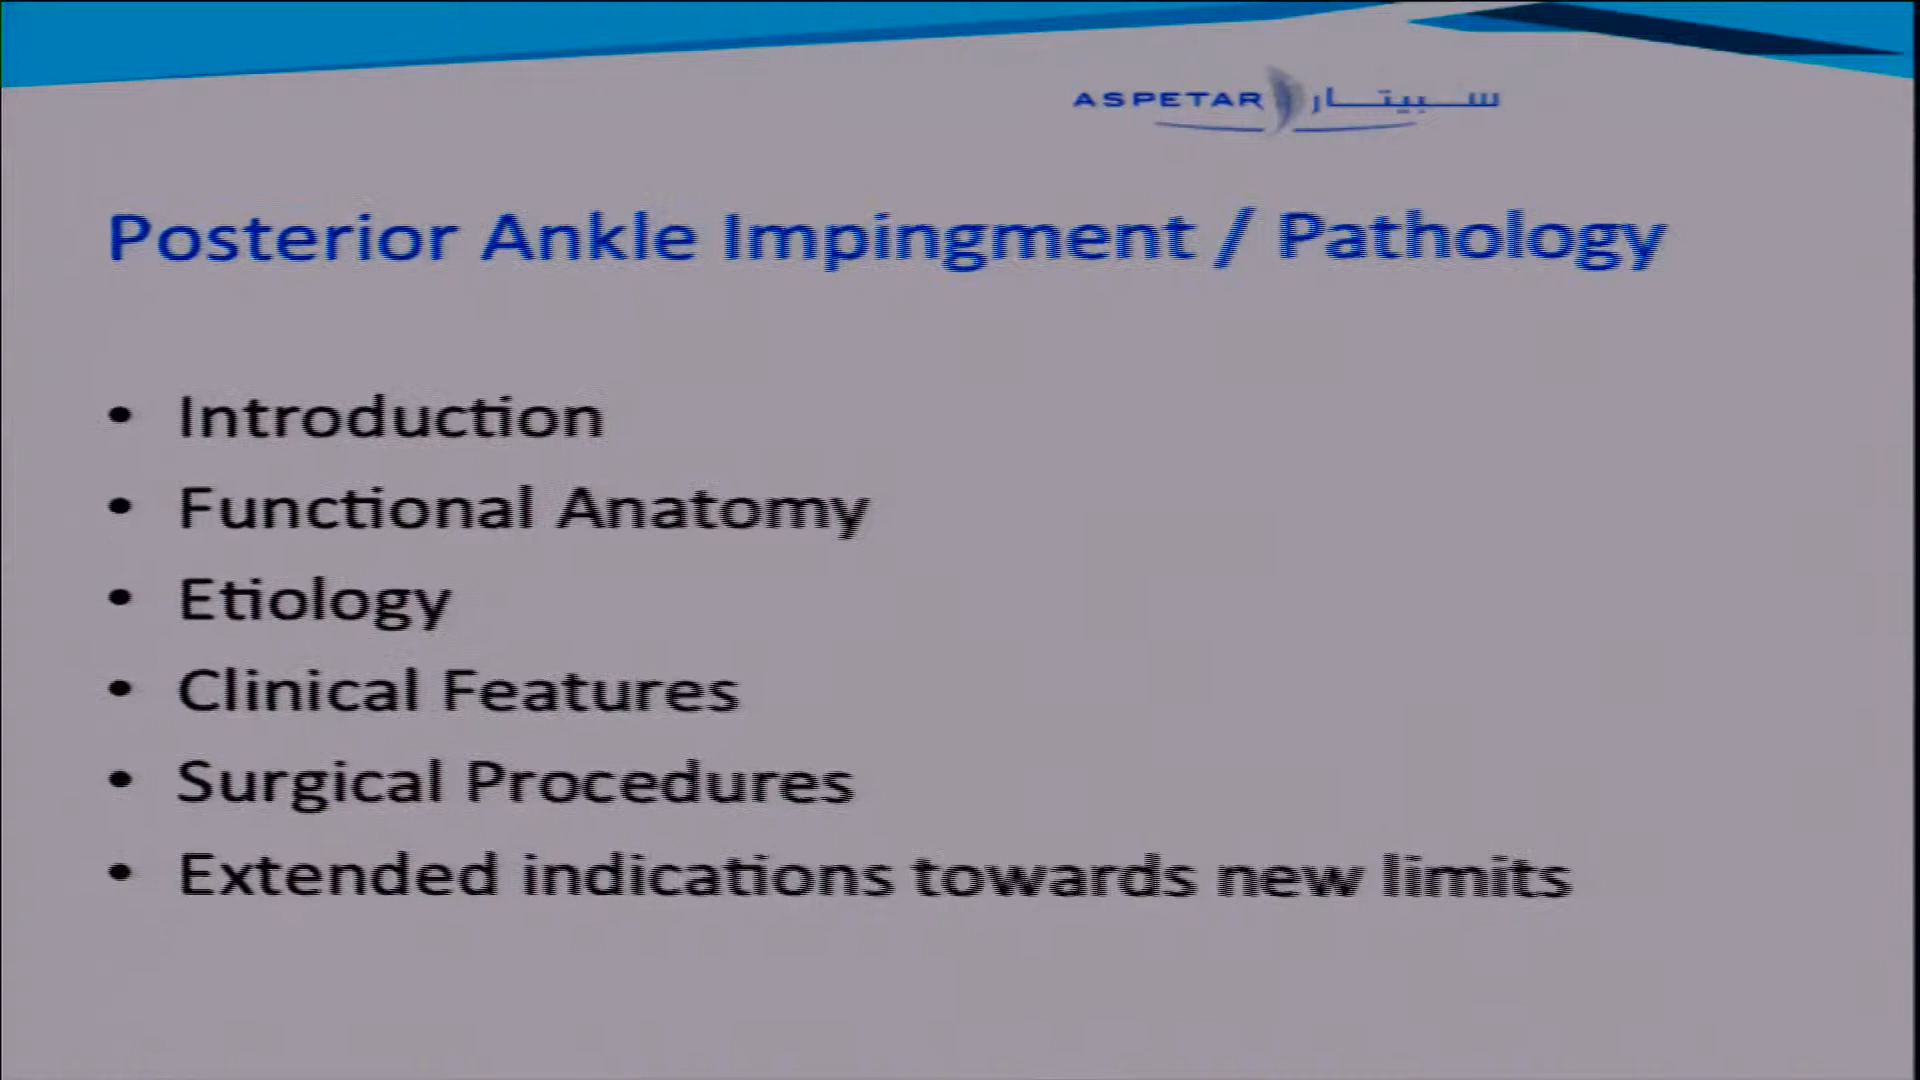 ASPETAR سبيتار
Posterior Ankle Impingment / Pathology
• Introduction
• Functional Anatomy
• Etiology
• Clinical Features
• Surgical Procedures
• Extended indications towards new limits